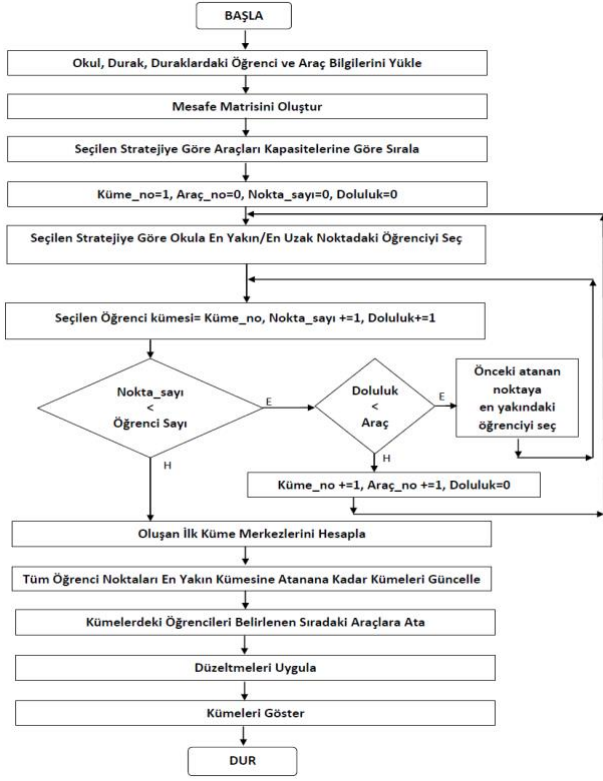 BAŞLA
Okul, Durak, Duraklardaki Öğrenci ve Araç Bilgilerini Yükle
Mesafe Matrisini Oluştur
Seçilen Stratejiye Göre Araçları Kapasitelerine Göre Sırala
Küme_no=1, Araç_no=0, Nokta_sayı=0, Doluluk=0
Seçilen Stratejiye Göre Okula En Yakın/En Uzak Noktadaki Öğrenciyi Seç
Seçilen Öğrenci kümesi= Küme_no, Nokta_sayı +=1, Doluluk+=1
Nokta_sayı
<
Öğrenci Sayı
E
H
Doluluk
<
Araç
E
H
Önceki atanan
noktaya
en yakındaki
öğrenciyi seç
Küme_no +=1, Araç_no +=1, Doluluk=0
Oluşan İlk Küme Merkezlerini Hesapla
Tüm Öğrenci Noktaları En Yakın Kümesine Atanana Kadar Kümeleri Güncelle
Kümelerdeki Öğrencileri Belirlenen Sıradaki Araçlara Ata
Düzeltmeleri Uygula
Kümeleri Göster
DUR